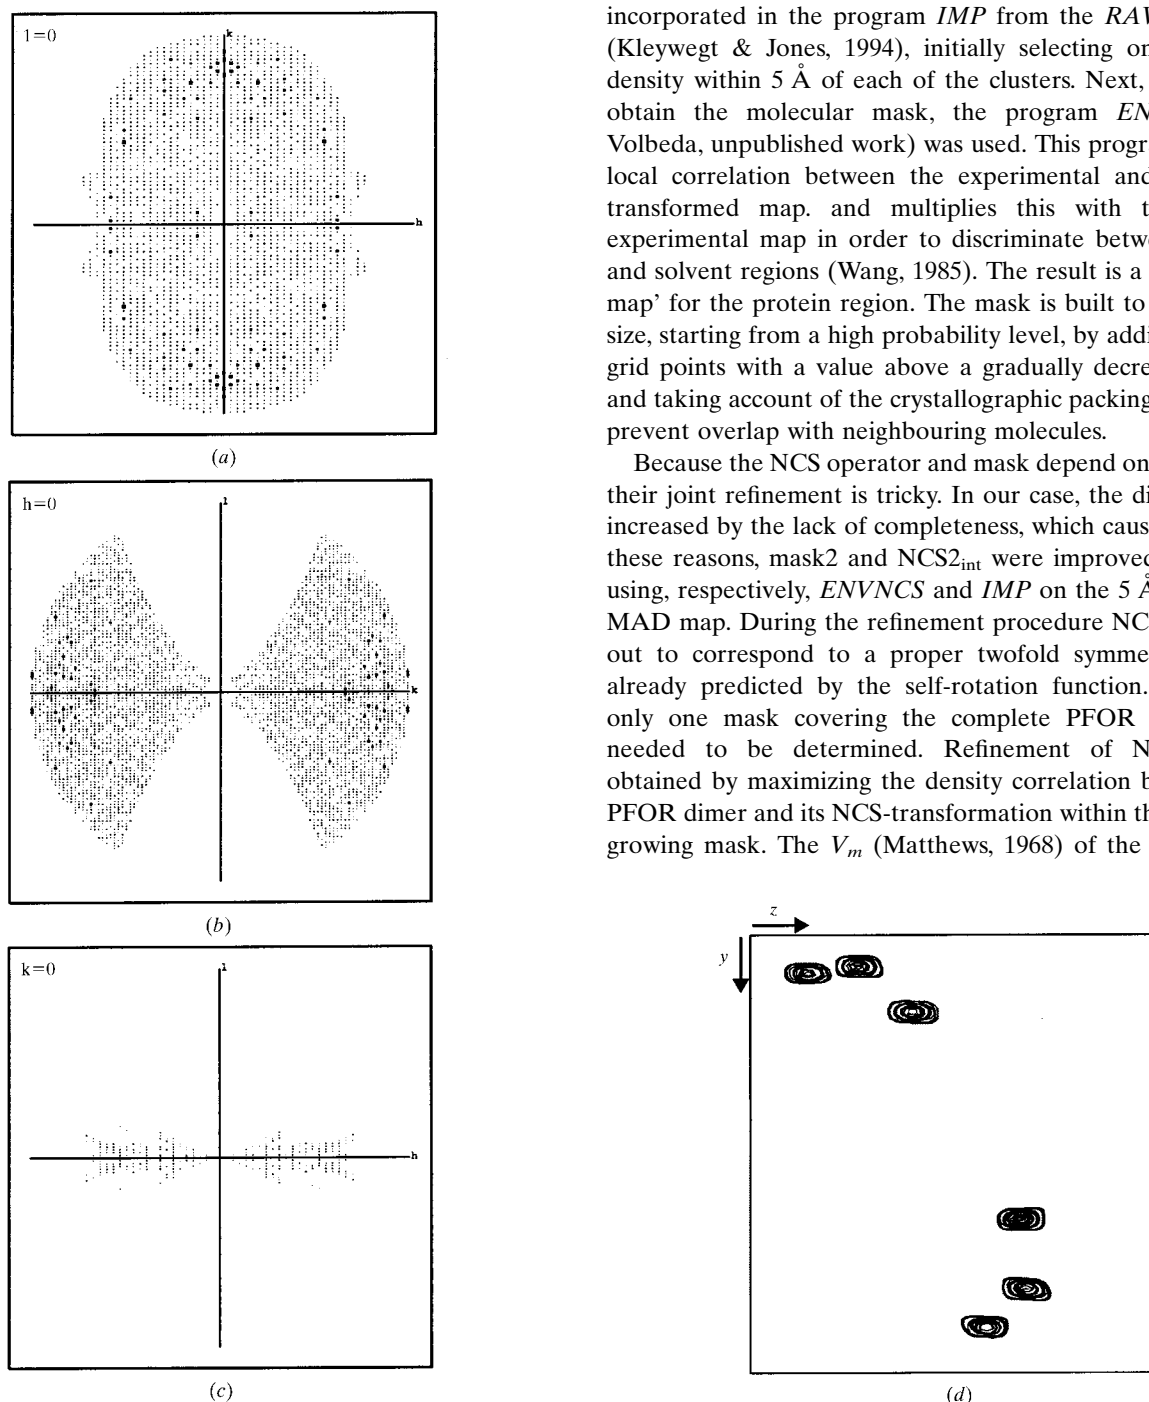 l=0
k
h
(a)
h=0
l
k
(b)
k=0
l
h
(c)
incorporated in the program IMP from the RAV
(Kleywegt & Jones, 1994), initially selecting on
density within 5 Å of each of the clusters. Next,
obtain the molecular mask, the program EN
Volbeda, unpublished work) was used. This progr
local correlation between the experimental and
transformed map. and multiplies this with t
experimental map in order to discriminate betw
and solvent regions (Wang, 1985). The result is a
map’ for the protein region. The mask is built to
size, starting from a high probability level, by addi
grid points with a value above a gradually decre
and taking account of the crystallographic packing
prevent overlap with neighbouring molecules.
Because the NCS operator and mask depend on
their joint refinement is tricky. In our case, the di
increased by the lack of completeness, which caus
these reasons, mask2 and NCS2int were improved
using, respectively, ENVNCS and IMP on the 5 Å
MAD map. During the refinement procedure NC
out to correspond to a proper twofold symme
already predicted by the self-rotation function.
only one mask covering the complete PFOR
needed to be determined. Refinement of N
obtained by maximizing the density correlation b
PFOR dimer and its NCS-transformation within th
growing mask. The Vm (Matthews, 1968) of the
z
y
(d)